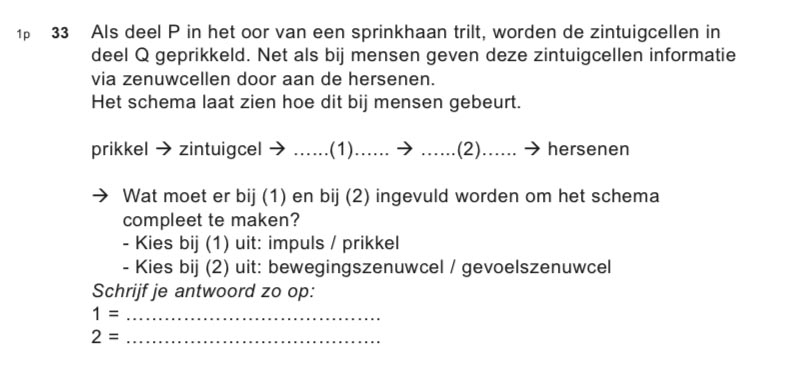 1p 33 Als deel P in het oor van een sprinkhaan trilt, worden de zintuigcellen in
deel Q geprikkeld. Net als bij mensen geven deze zintuigcellen informatie
via zenuwcellen door aan de hersenen.
Het schema laat zien hoe dit bij mensen gebeurt.
prikkel → zintuigcel → ......(1)...... → ......(2)...... → hersenen
→ Wat moet er bij (1) en bij (2) ingevuld worden om het schema
compleet te maken?
- Kies bij (1) uit: impuls / prikkel
- Kies bij (2) uit: bewegingszenuwcel / gevoelszenuwcel
Schrijf je antwoord zo op:
1 = ........................................
2 = ........................................